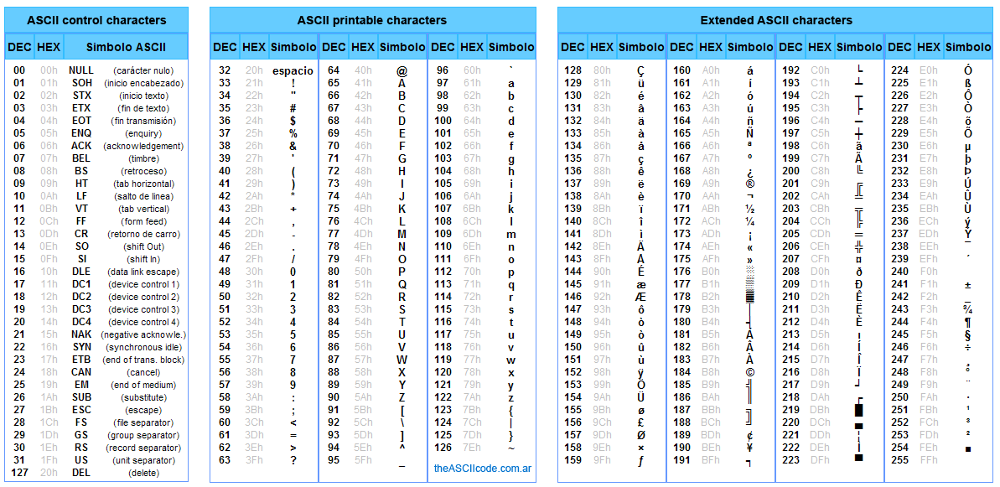 ASCII control characters
DEC HEX Simbolo ASCII
00 00h NULL (carácter nulo)
01 01h SOH (inicio encabezado)
02 02h STX (inicio texto)
03 03h ETX (fin de texto)
04 04h EOT (fin transmisión)
05 05h ENQ (enquiry)
06 06h ACK (acknowledgement)
07 07h BEL (timbre)
08 08h BS (retroceso)
09 09h HT (tab horizontal)
10 0Ah LF (salto de linea)
11 0Bh VT (tab vertical)
12 0Ch FF (form feed)
13 0Dh CR (retorno de carro)
14 0Eh SO (shift Out)
15 0Fh SI (shift In)
16 10h DLE (data link escape)
17 11h DC1 (device control 1)
18 12h DC2 (device control 2)
19 13h DC3 (device control 3)
20 14h DC4 (device control 4)
21 15h NAK (negative acknowle.)
22 16h SYN (synchronous idle)
23 17h ETB (end of trans. block)
24 18h CAN (cancel)
25 19h EM (end of medium)
26 1Ah SUB (substitute)
27 1Bh ESC (escape)
28 1Ch FS (file separator)
29 1Dh GS (group separator)
30 1Eh RS (record separator)
31 1Fh US (unit separator)
127 20h DEL (delete)
ASCII printable characters
DEC HEX Simbolo DEC HEX Simbolo DEC HEX Simbolo
32 20h espacio 64 40h @ 96 60h `
33 21h ! 65 41h A 97 61h a
34 22h " 66 42h B 98 62h b
35 23h # 67 43h C 99 63h c
36 24h $ 68 44h D 100 64h d
37 25h % 69 45h E 101 65h e
38 26h & 70 46h F 102 66h f
39 27h ' 71 47h G 103 67h g
40 28h ( 72 48h H 104 68h h
41 29h ) 73 49h I 105 69h i
42 2Ah * 74 4Ah J 106 6Ah j
43 2Bh + 75 4Bh K 107 6Bh k
44 2Ch , 76 4Ch L 108 6Ch l
45 2Dh - 77 4Dh M 109 6Dh m
46 2Eh . 78 4Eh N 110 6Eh n
47 2Fh / 79 4Fh O 111 6Fh o
48 30h 0 80 50h P 112 70h p
49 31h 1 81 51h Q 113 71h q
50 32h 2 82 52h R 114 72h r
51 33h 3 83 53h S 115 73h s
52 34h 4 84 54h T 116 74h t
53 35h 5 85 55h U 117 75h u
54 36h 6 86 56h V 118 76h v
55 37h 7 87 57h W 119 77h w
56 38h 8 88 58h X 120 78h x
57 39h 9 89 59h Y 121 79h y
58 3Ah : 90 5Ah Z 122 7Ah z
59 3Bh ; 91 5Bh [ 123 7Bh {
60 3Ch < 92 5Ch \ 124 7Ch |
61 3Dh = 93 5Dh ] 125 7Dh }
62 3Eh > 94 5Eh ^ 126 7Eh ~
63 3Fh ? 95 5Fh _
theASCIIcode.com.ar
Extended ASCII characters
DEC HEX Simbolo DEC HEX Simbolo DEC HEX Simbolo DEC HEX Simbolo
128 80h Ç 160 A0h á 192 C0h └ 224 E0h Ó
129 81h ü 161 A1h í 193 C1h ┴ 225 E1h ß
130 82h é 162 A2h ó 194 C2h ┬ 226 E2h Ô
131 83h â 163 A3h ú 195 C3h ├ 227 E3h Ò
132 84h ä 164 A4h ñ 196 C4h ─ 228 E4h õ
133 85h à 165 A5h Ñ 197 C5h ┼ 229 E5h Õ
134 86h å 166 A6h ª 198 C6h ã 230 E6h µ
135 87h ç 167 A7h º 199 C7h Ã 231 E7h þ
136 88h ê 168 A8h ¿ 200 C8h ╚ 232 E8h Þ
137 89h ë 169 A9h ® 201 C9h ╔ 233 E9h Ú
138 8Ah è 170 AAh ¬ 202 CAh ╩ 234 EAh Û
139 8Bh ï 171 ABh ½ 203 CBh ╦ 235 EBh Ù
140 8Ch î 172 ACh ¼ 204 CCh ╠ 236 ECh ý
141 8Dh ì 173 ADh ¡ 205 CDh ═ 237 EDh Ý
142 8Eh Ä 174 AEh « 206 CEh ╬ 238 EEh ¯
143 8Fh Å 175 AFh » 207 CFh ¤ 239 EFh ´
144 90h É 176 B0h ░ 208 D0h ð 240 F0h
145 91h æ 177 B1h ▒ 209 D1h Ð 241 F1h ±
146 92h Æ 178 B2h ▓ 210 D2h Ê 242 F2h _
147 93h ô 179 B3h │ 211 D3h Ë 243 F3h ¾
148 94h ö 180 B4h ┤ 212 D4h È 244 F4h ¶
149 95h ò 181 B5h Á 213 D5h ı 245 F5h §
150 96h û 182 B6h Â 214 D6h Í 246 F6h ÷
151 97h ù 183 B7h À 215 D7h Î 247 F7h ¸
152 98h ÿ 184 B8h © 216 D8h Ï 248 F8h °
153 99h Ö 185 B9h ╣ 217 D9h ┘ 249 F9h ¨
154 9Ah Ü 186 BAh ║ 218 DAh ┌ 250 FAh ·
155 9Bh ø 187 BBh ╗ 219 DBh █ 251 FBh ¹
156 9Ch £ 188 BCh ╝ 220 DCh ▄ 252 FCh ³
157 9Dh Ø 189 BDh ¢ 221 DDh ¦ 253 FDh ²
158 9Eh × 190 BEh ¥ 222 DEh Ì 254 FEh ■
159 9Fh ƒ 191 BFh ┐ 223 DFh ▀ 255 FFh